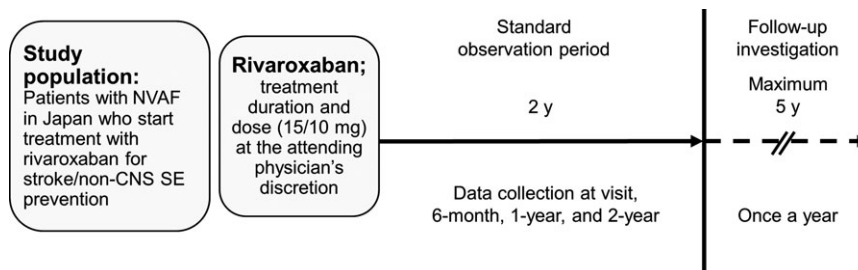 Study
population:
Patients with NVAF
in Japan who start
treatment with
rivaroxaban for
stroke/non-CNS SE
prevention
Rivaroxaban;
treatment
duration and
dose (15/10 mg)
at the attending
physician's
discretion
Standard
observation period
2 y
Data collection at visit,
6-month, 1-year, and 2-year
Follow-up
investigation
Maximum
5 y
Once a year